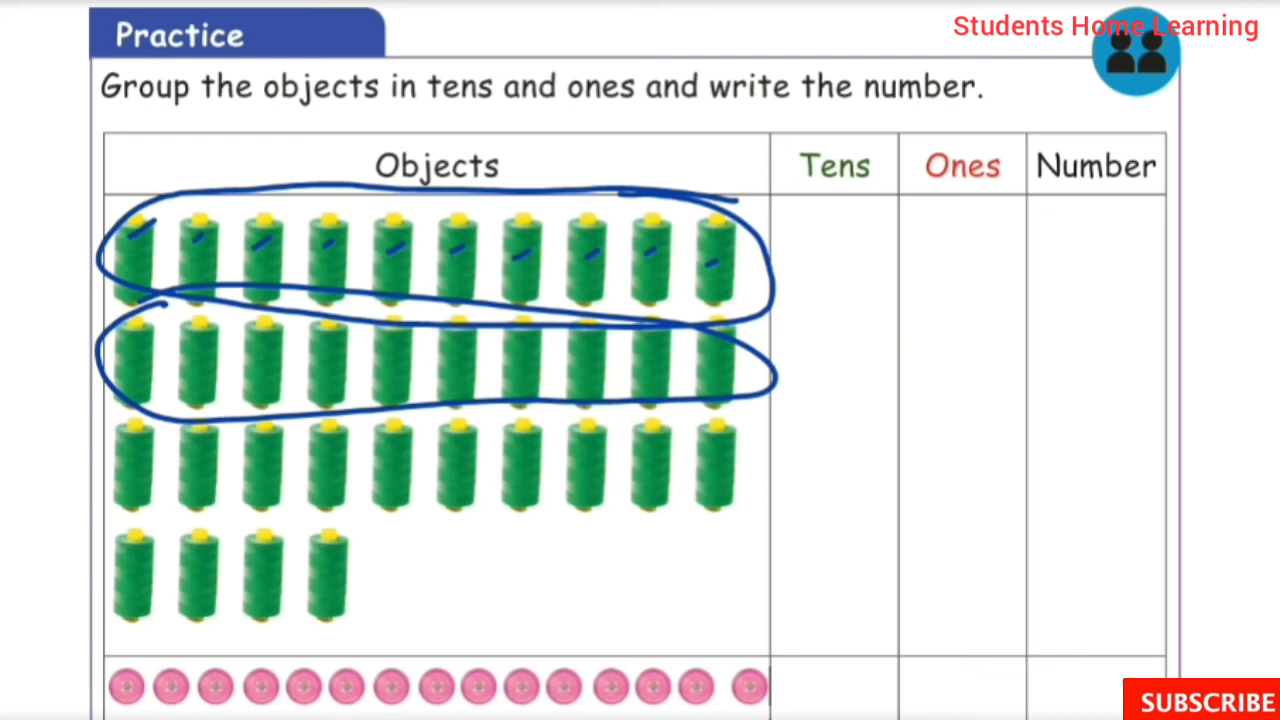 Practice
Students Home Learning
Group the objects in tens and ones and write the number.
Objects Tens Ones Number
SUBSCRIBE